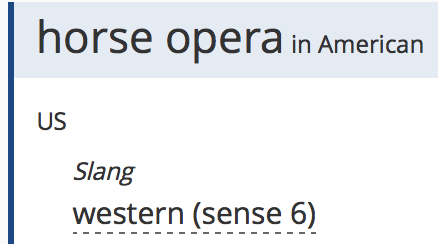 horse opera in American
US
Slang
western (sense 6)